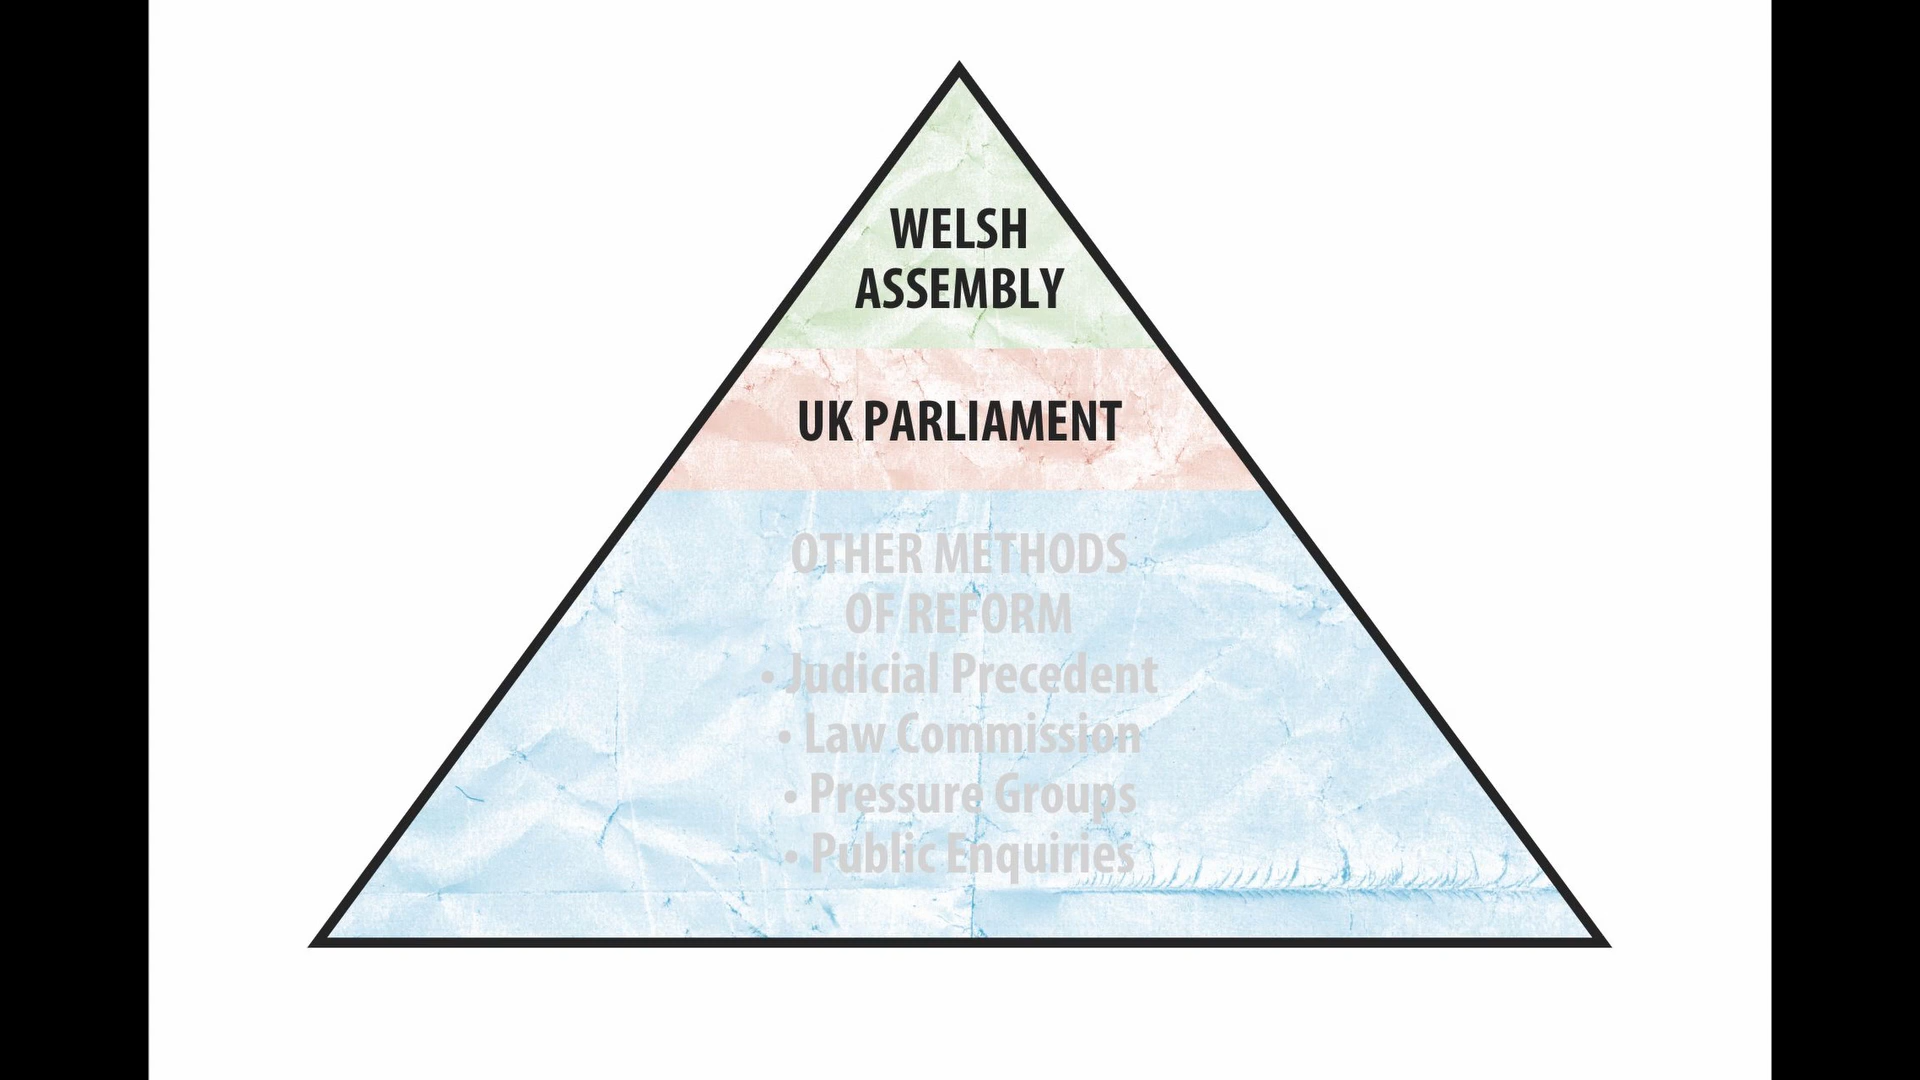 WELSH
ASSEMBLY
UK PARLIAMENT
OTHER METHODS
OF REFORM
• Judicial Precedent
• Law Commission
• Pressure Groups
• Public Enquiries